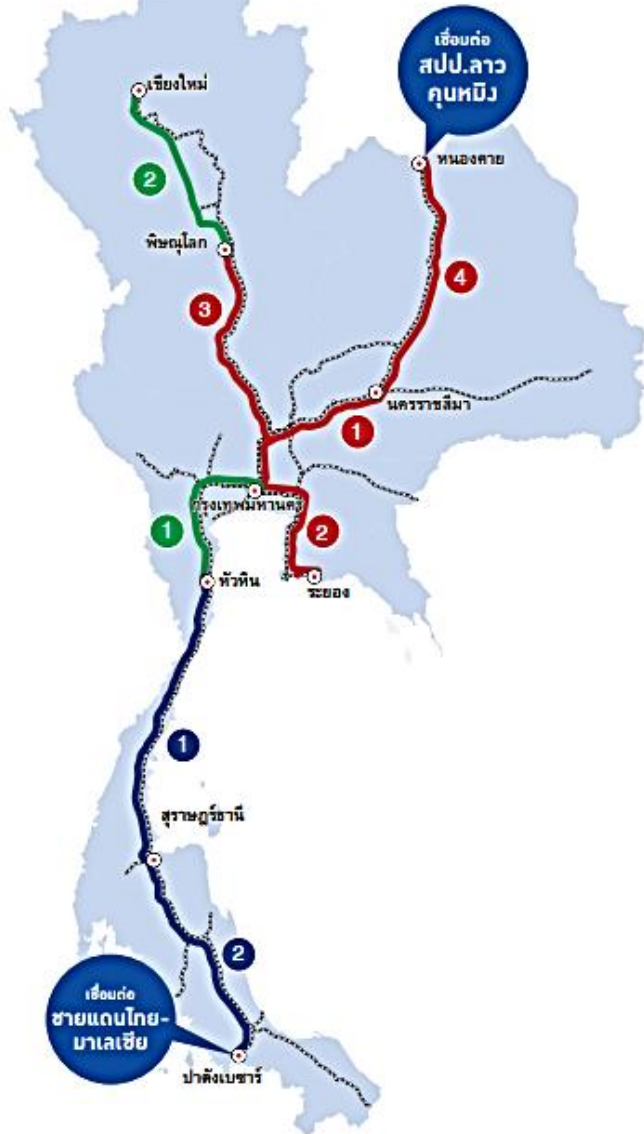 เชื่อมต่อ
สปป.ลาว
คุนหมิง
เชียงใหม่
หนองคาย
2
พิษณุโลก
3
4
นครราชสีมา
1
กรุงเทพมหานคร
1
2
หัวหิน
ระยอง
1
สุราษฎร์ธานี
2
เชื่อมต่อ
ชายแดนไทย-
มาเลเซีย
ปาดังเบซาร์